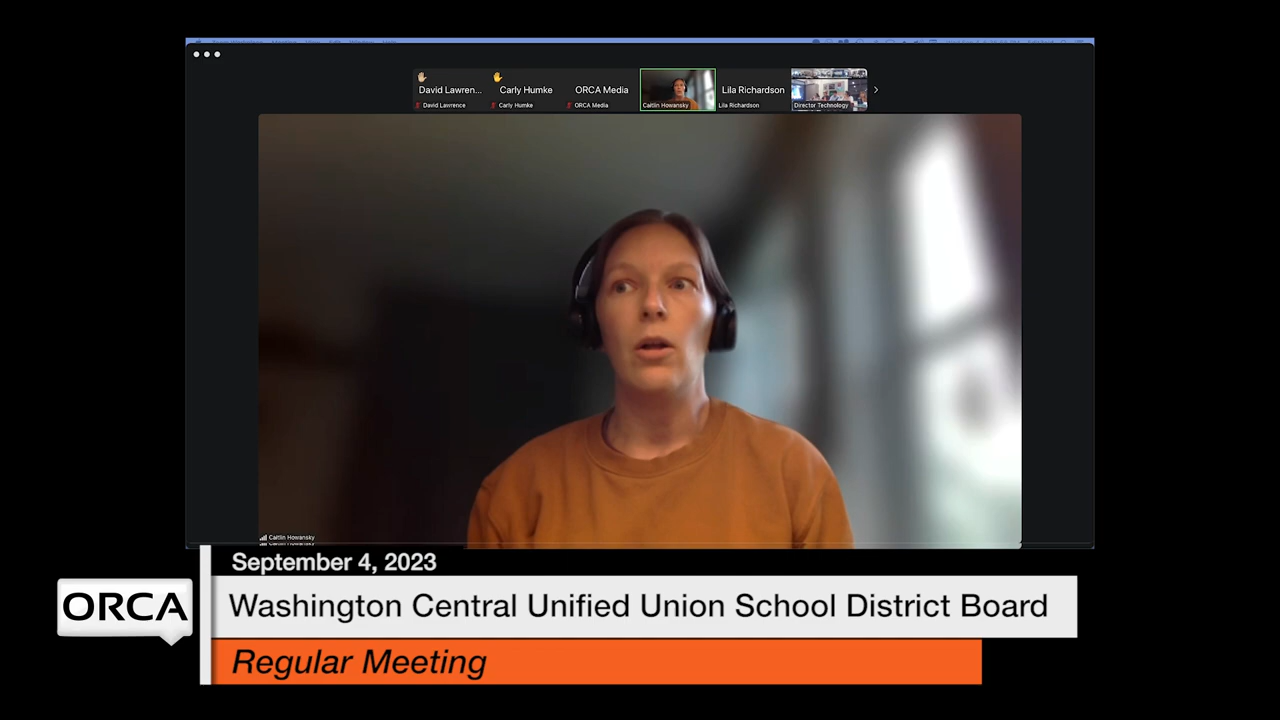 David Lawren...
Carly Humke
ORCA Media
Lila Richardson
David Lawrence
Carly Humke
ORCA Media
Caitlin Howansky
Lila Richardson
Director Technology
Caitlin Howansky
September 4, 2023
ORCA
Washington Central Unified Union School District Board
Regular Meeting